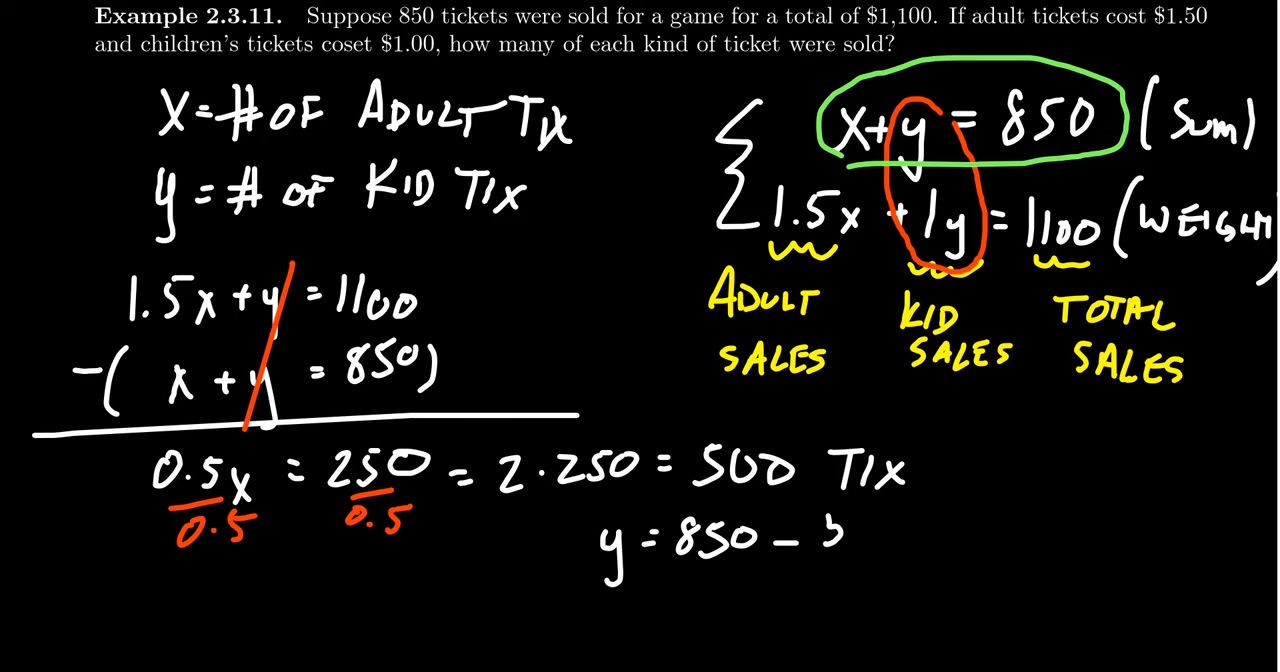 Example 2.3.11. Suppose 850 tickets were sold for a game for a total of $1,100. If adult tickets cost $1.50
and children's tickets coset $1.00, how many of each kind of ticket were sold?
X = # OF ADULT TIX
y = # OF KID TIX
x + y = 850 (SUM)
1.5x + 1y = 1100 (WEIGH
ADULT SALES
KID SALES
TOTAL SALES
1.5x + y = 1100
-( x + y = 850)
0.5x = 250 = 2 · 250 = 500 TIX
0.5 0.5
y = 850 -